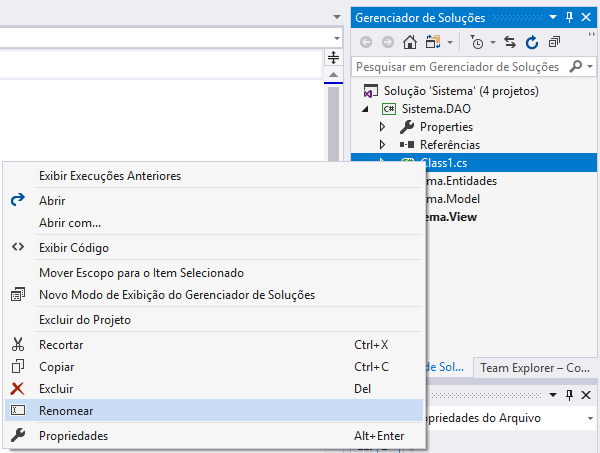 Gerenciador de Soluções
Pesquisar em Gerenciador de Soluções
Solução 'Sistema' (4 projetos)
C# Sistema.DAO
Properties
Referências
Class1.cs
ma.Entidades
ma.Model
ema.View
Exibir Execuções Anteriores
Abrir
Abrir com...
Exibir Código
Mover Escopo para o Item Selecionado
Novo Modo de Exibição do Gerenciador de Soluções
Excluir do Projeto
Recortar Ctrl+X
Copiar Ctrl+C
Excluir Del
Renomear
Propriedades Alt+Enter
de Sol... Team Explorer – Co...
opriedades do Arquivo